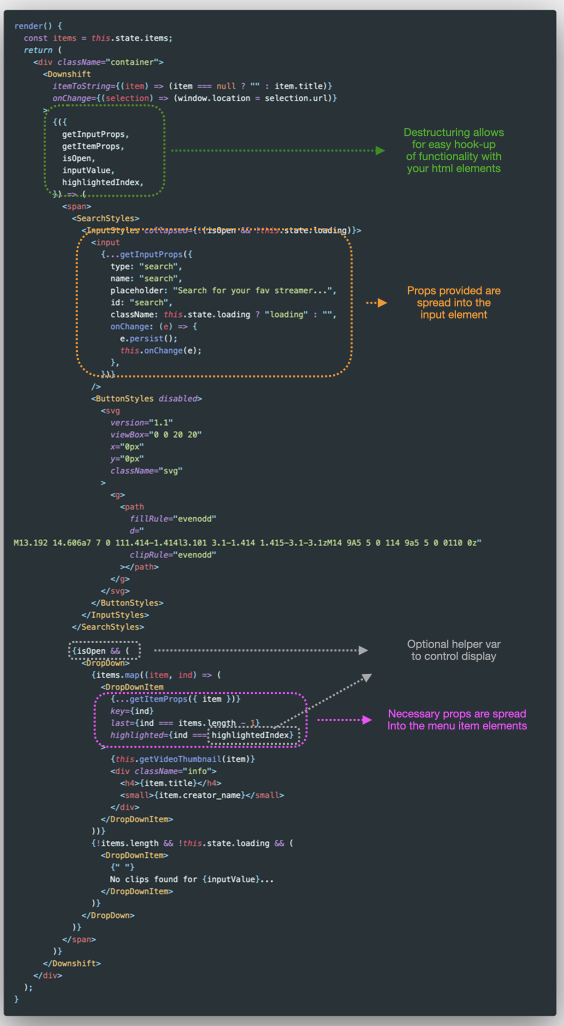 render() {
const items = this.state.items;
return (
<div className="container">
<Downshift
itemToString={(item) => (item === null ? "" : item.title)}
onChange={(selection) => (window.location = selection.url)}
>
{({
getInputProps,
getItemProps,
isOpen,
inputValue,
highlightedIndex,
}) => (
Destructuring allows
for easy hook-up
of functionality with
your html elements
<span>
<SearchStyles>
<InputStyles collapsed={!(isOpen && !this.state.loading)}>
<input
{...getInputProps({
type: "search",
name: "search",
placeholder: "Search for your fav streamer...",
id: "search",
className: this.state.loading ? "loading" : "",
onChange: (e) => {
e.persist();
this.onChange(e);
},
})}
/>
Props provided are
spread into the
input element
<ButtonStyles disabled>
<svg
version="1.1"
viewBox="0 0 20 20"
x="0px"
y="0px"
className="svg"
>
<g>
<path
fillRule="evenodd"
d="
M13.192 14.606a7 7 0 111.414-1.414l3.101 3.1-1.414 1.415-3.1-3.1zM14 9A5 5 0 114 9a5 5 0 0110 0z"
clipRule="evenodd"
></path>
</g>
</svg>
</ButtonStyles>
</InputStyles>
</SearchStyles>
{isOpen && (
Optional helper var
to control display
<DropDown>
{items.map((item, ind) => (
<DropDownItem
{...getItemProps({ item })}
key={ind}
last={ind === items.length - 1}
highlighted={ind === highlightedIndex}
>
Necessary props are spread
Into the menu item elements
{this.getVideoThumbnail(item)}
<div className="info">
<h4>{item.title}</h4>
<small>{item.creator_name}</small>
</div>
</DropDownItem>
))}
{!items.length && !this.state.loading && (
<DropDownItem>
{" "}
No clips found for {inputValue}...
</DropDownItem>
)}
</DropDown>
)}
</span>
)}
</Downshift>
</div>
);
}